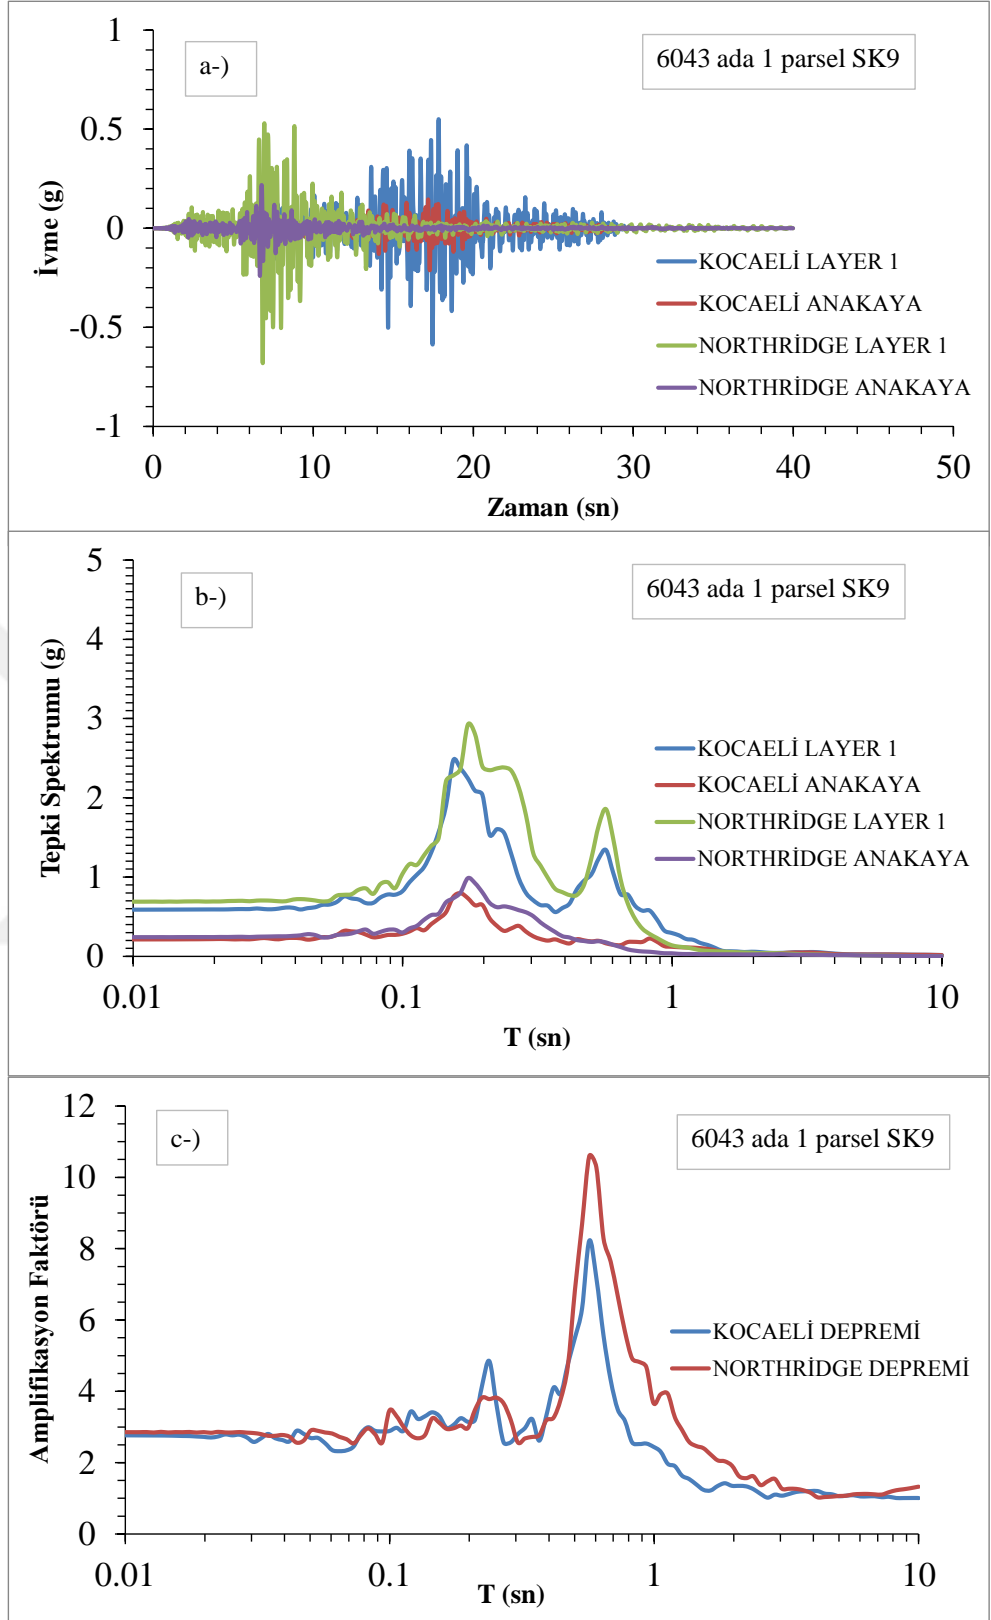 a-)
6043 ada 1 parsel SK9
İvme (g)
1
0.5
0
-0.5
-1
KOCAELİ LAYER 1
KOCAELİ ANAKAYA
NORTHRİDGE LAYER 1
NORTHRİDGE ANAKAYA
0 10 20 30 40 50
Zaman (sn)
b-)
6043 ada 1 parsel SK9
Tepki Spektrumu (g)
5
4
3
2
1
0
KOCAELİ LAYER 1
KOCAELİ ANAKAYA
NORTHRİDGE LAYER 1
NORTHRİDGE ANAKAYA
0.01 0.1 1 10
T (sn)
c-)
6043 ada 1 parsel SK9
Amplifikasyon Faktörü
12
10
8
6
4
2
0
KOCAELİ DEPREMİ
NORTHRİDGE DEPREMİ
0.01 0.1 1 10
T (sn)